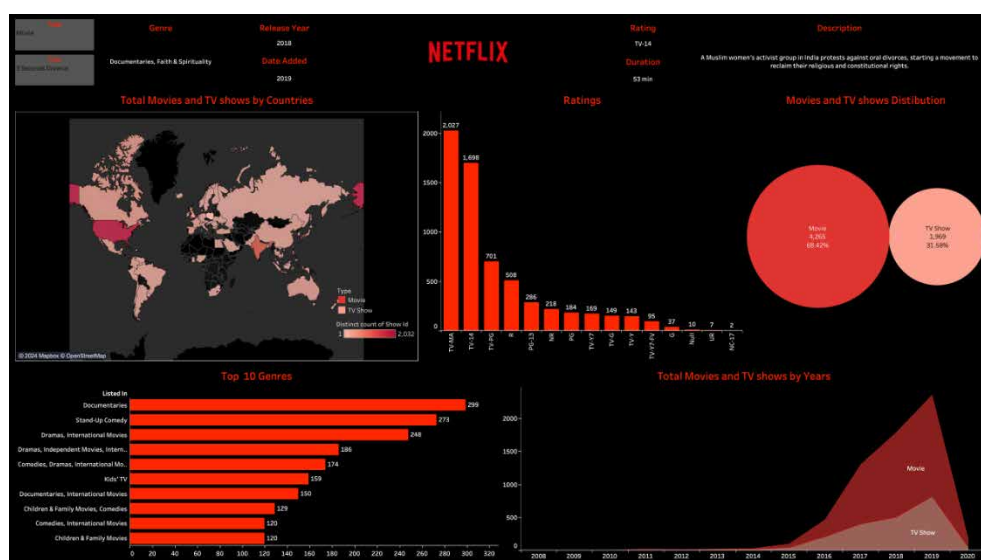 Genre
Release Year
NETFLIX
Rating
Description
2018
TV-14
Documentaries, Faith & Spirituality
Date Added
Duration
A Muslim women's activist group in India protests against oral divorces, starting a movement to
reclaim their religious and constitutional rights.
2019
53 min
Total Movies and TV shows by Countries
Type
Movie
TV Show
Distinct count of Show Id
1
2,032
© 2024 Mapbox © OpenStreetMap
Ratings
2000
1500
1000
500
0
2,027
1,698
701
508
286
218
184
169
149
143
95
37
10
7
2
TV-MA
TV-14
TV-PG
R
PG-13
NR
PG
TV-Y7
TV-G
TV-Y
TV-Y7-FV
G
Null
UR
NC-17
Movies and TV shows Distibution
Movie
4,265
68.42%
TV Show
1,969
31.58%
Top 10 Genres
Listed in
Documentaries 299
Stand-Up Comedy 273
Dramas, International Movies 248
Dramas, Independent Movies, Intern.. 186
Comedies, Dramas, International Mo.. 174
Kids' TV 159
Documentaries, International Movies 150
Children & Family Movies, Comedies 129
Comedies, International Movies 120
Children & Family Movies 120
0 20 40 60 80 100 120 140 160 180 200 220 240 260 280 300 320
Total Movies and TV shows by Years
2000
1500
1000
500
0
Movie
TV Show
2008 2009 2010 2011 2012 2013 2014 2015 2016 2017 2018 2019 2020